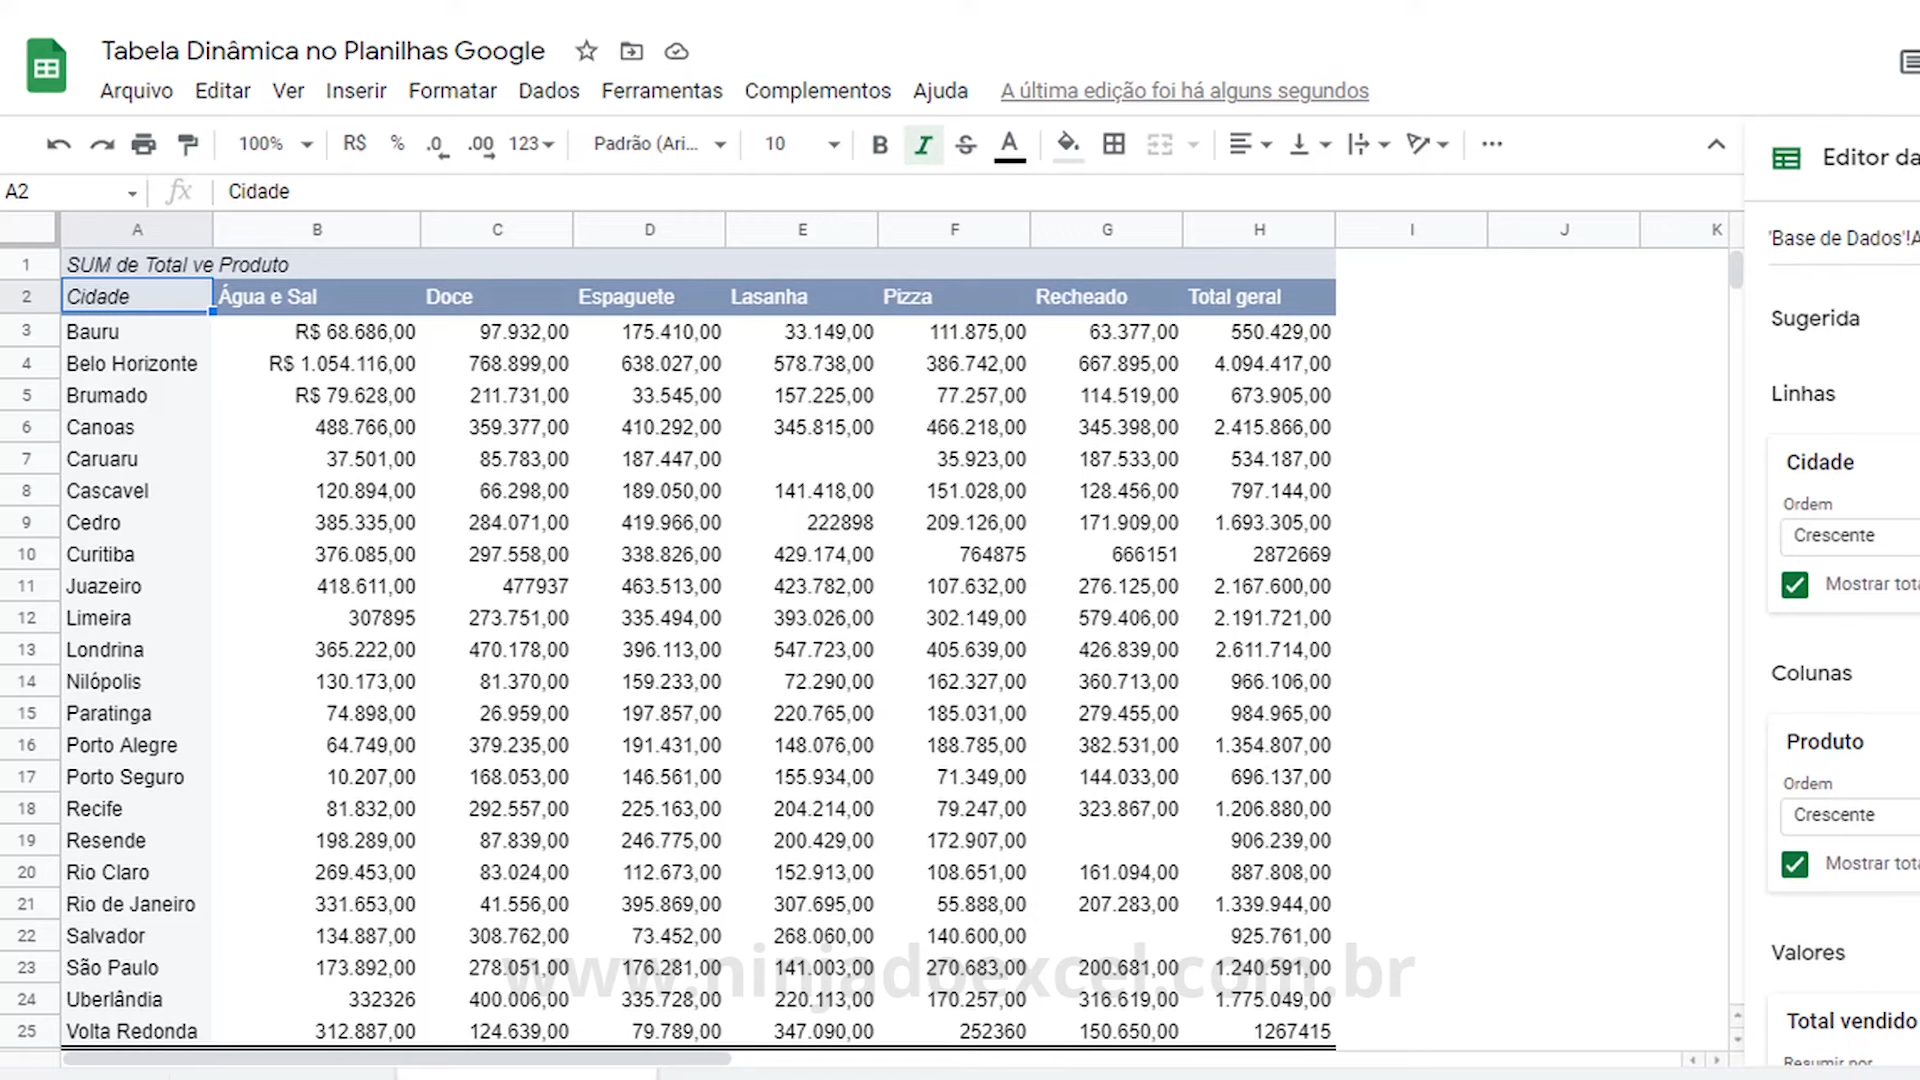 Tabela Dinâmica no Planilhas Google
Arquivo Editar Ver Inserir Formatar Dados Ferramentas Complementos Ajuda A última edição foi há alguns segundos
100% R$ % .0 .00 123 Padrão (Ari... 10 B I S A ...
Editor da
A2 fx Cidade
'Base de Dados'!A
A B C D E F G H I J K
1 SUM de Total ve Produto
2 Cidade Água e Sal Doce Espaguete Lasanha Pizza Recheado Total geral
3 Bauru R$ 68.686,00 97.932,00 175.410,00 33.149,00 111.875,00 63.377,00 550.429,00
4 Belo Horizonte R$ 1.054.116,00 768.899,00 638.027,00 578.738,00 386.742,00 667.895,00 4.094.417,00
5 Brumado R$ 79.628,00 211.731,00 33.545,00 157.225,00 77.257,00 114.519,00 673.905,00
6 Canoas 488.766,00 359.377,00 410.292,00 345.815,00 466.218,00 345.398,00 2.415.866,00
7 Caruaru 37.501,00 85.783,00 187.447,00 35.923,00 187.533,00 534.187,00
8 Cascavel 120.894,00 66.298,00 189.050,00 141.418,00 151.028,00 128.456,00 797.144,00
9 Cedro 385.335,00 284.071,00 419.966,00 222898 209.126,00 171.909,00 1.693.305,00
10 Curitiba 376.085,00 297.558,00 338.826,00 429.174,00 764875 666151 2872669
11 Juazeiro 418.611,00 477937 463.513,00 423.782,00 107.632,00 276.125,00 2.167.600,00
12 Limeira 307895 273.751,00 335.494,00 393.026,00 302.149,00 579.406,00 2.191.721,00
13 Londrina 365.222,00 470.178,00 396.113,00 547.723,00 405.639,00 426.839,00 2.611.714,00
14 Nilópolis 130.173,00 81.370,00 159.233,00 72.290,00 162.327,00 360.713,00 966.106,00
15 Paratinga 74.898,00 26.959,00 197.857,00 220.765,00 185.031,00 279.455,00 984.965,00
16 Porto Alegre 64.749,00 379.235,00 191.431,00 148.076,00 188.785,00 382.531,00 1.354.807,00
17 Porto Seguro 10.207,00 168.053,00 146.561,00 155.934,00 71.349,00 144.033,00 696.137,00
18 Recife 81.832,00 292.557,00 225.163,00 204.214,00 79.247,00 323.867,00 1.206.880,00
19 Resende 198.289,00 87.839,00 246.775,00 200.429,00 172.907,00 906.239,00
20 Rio Claro 269.453,00 83.024,00 112.673,00 152.913,00 108.651,00 161.094,00 887.808,00
21 Rio de Janeiro 331.653,00 41.556,00 395.869,00 307.695,00 55.888,00 207.283,00 1.339.944,00
22 Salvador 134.887,00 308.762,00 73.452,00 268.060,00 140.600,00 925.761,00
23 São Paulo 173.892,00 278.051,00 176.281,00 141.003,00 270.683,00 200.681,00 1.240.591,00
24 Uberlândia 332326 400.006,00 335.728,00 220.113,00 170.257,00 316.619,00 1.775.049,00
25 Volta Redonda 312.887,00 124.639,00 79.789,00 347.090,00 252360 150.650,00 1267415
www.ninjadoexcel.com.br
Sugerida
Linhas
Cidade
Ordem
Crescente
Mostrar tota
Colunas
Produto
Ordem
Crescente
Mostrar tota
Valores
Total vendido
Resumir por